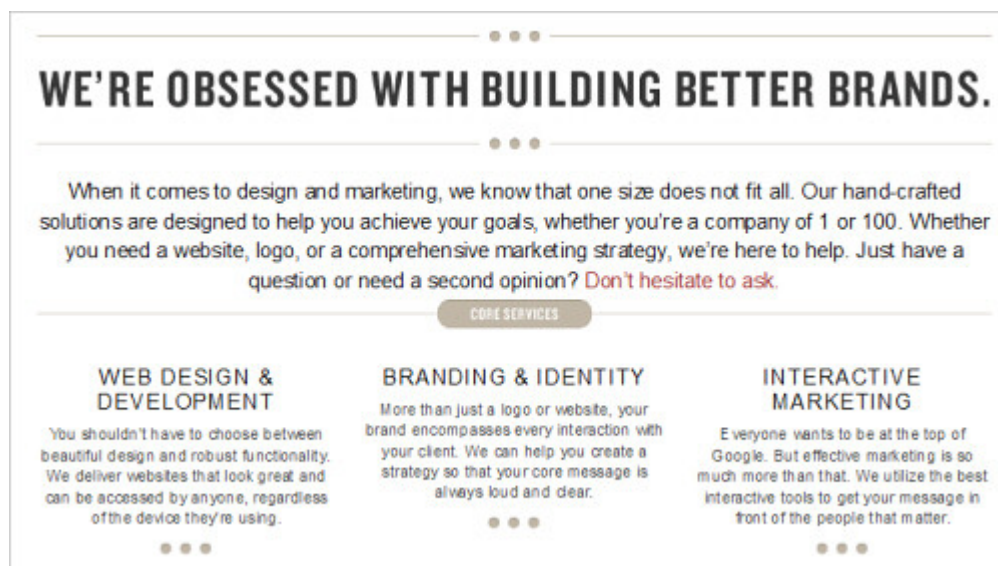 WE'RE OBSESSED WITH BUILDING BETTER BRANDS.
When it comes to design and marketing, we know that one size does not fit all. Our hand-crafted
solutions are designed to help you achieve your goals, whether you're a company of 1 or 100. Whether
you need a website, logo, or a comprehensive marketing strategy, we're here to help. Just have a
question or need a second opinion? Don't hesitate to ask.
CORE SERVICES
WEB DESIGN &
DEVELOPMENT
You shouldn't have to choose between
beautiful design and robust functionality.
We deliver websites that look great and
can be accessed by anyone, regardless
of the device they're using.
BRANDING & IDENTITY
More than just a logo or website, your
brand encompasses every interaction with
your client. We can help you create a
strategy so that your core message is
always loud and clear.
INTERACTIVE
MARKETING
Everyone wants to be at the top of
Google. But effective marketing is so
much more than that. We utilize the best
interactive tools to get your message in
front of the people that matter.